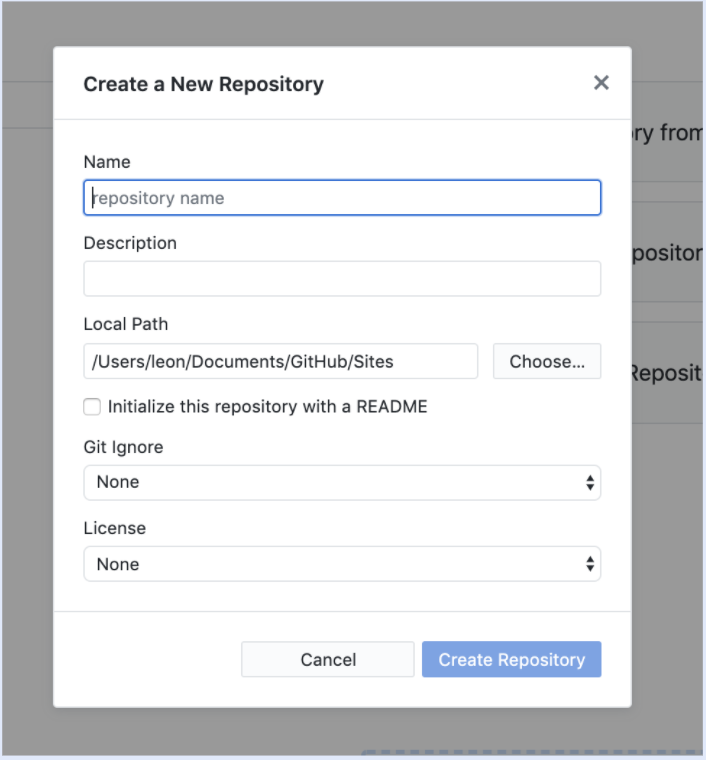 Create a New Repository
ry from
Name
repository name
Description
positor
Local Path
/Users/leon/Documents/GitHub/Sites
Choose...
Reposit
Initialize this repository with a README
Git Ignore
None
License
None
Cancel
Create Repository